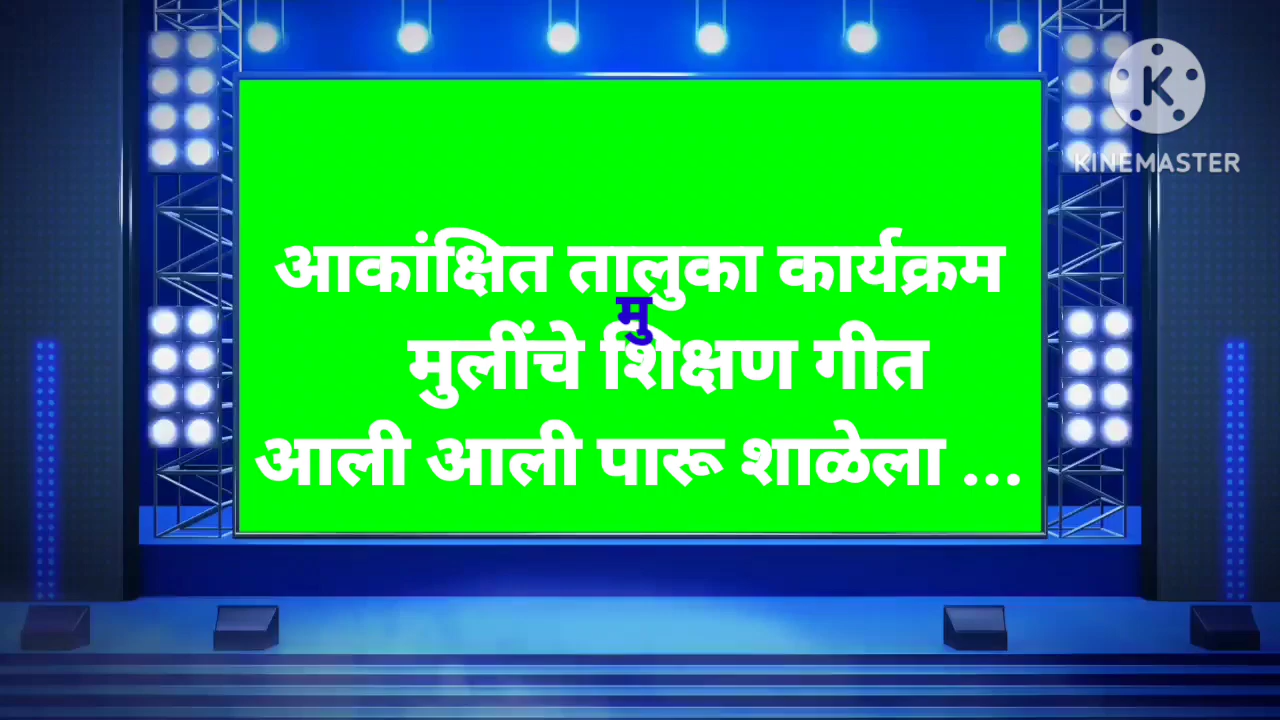 KINEMASTER
आकांक्षित तालुका कार्यक्रम
मु
मुलींचे शिक्षण गीत
आली आली पारू शाळेला ...